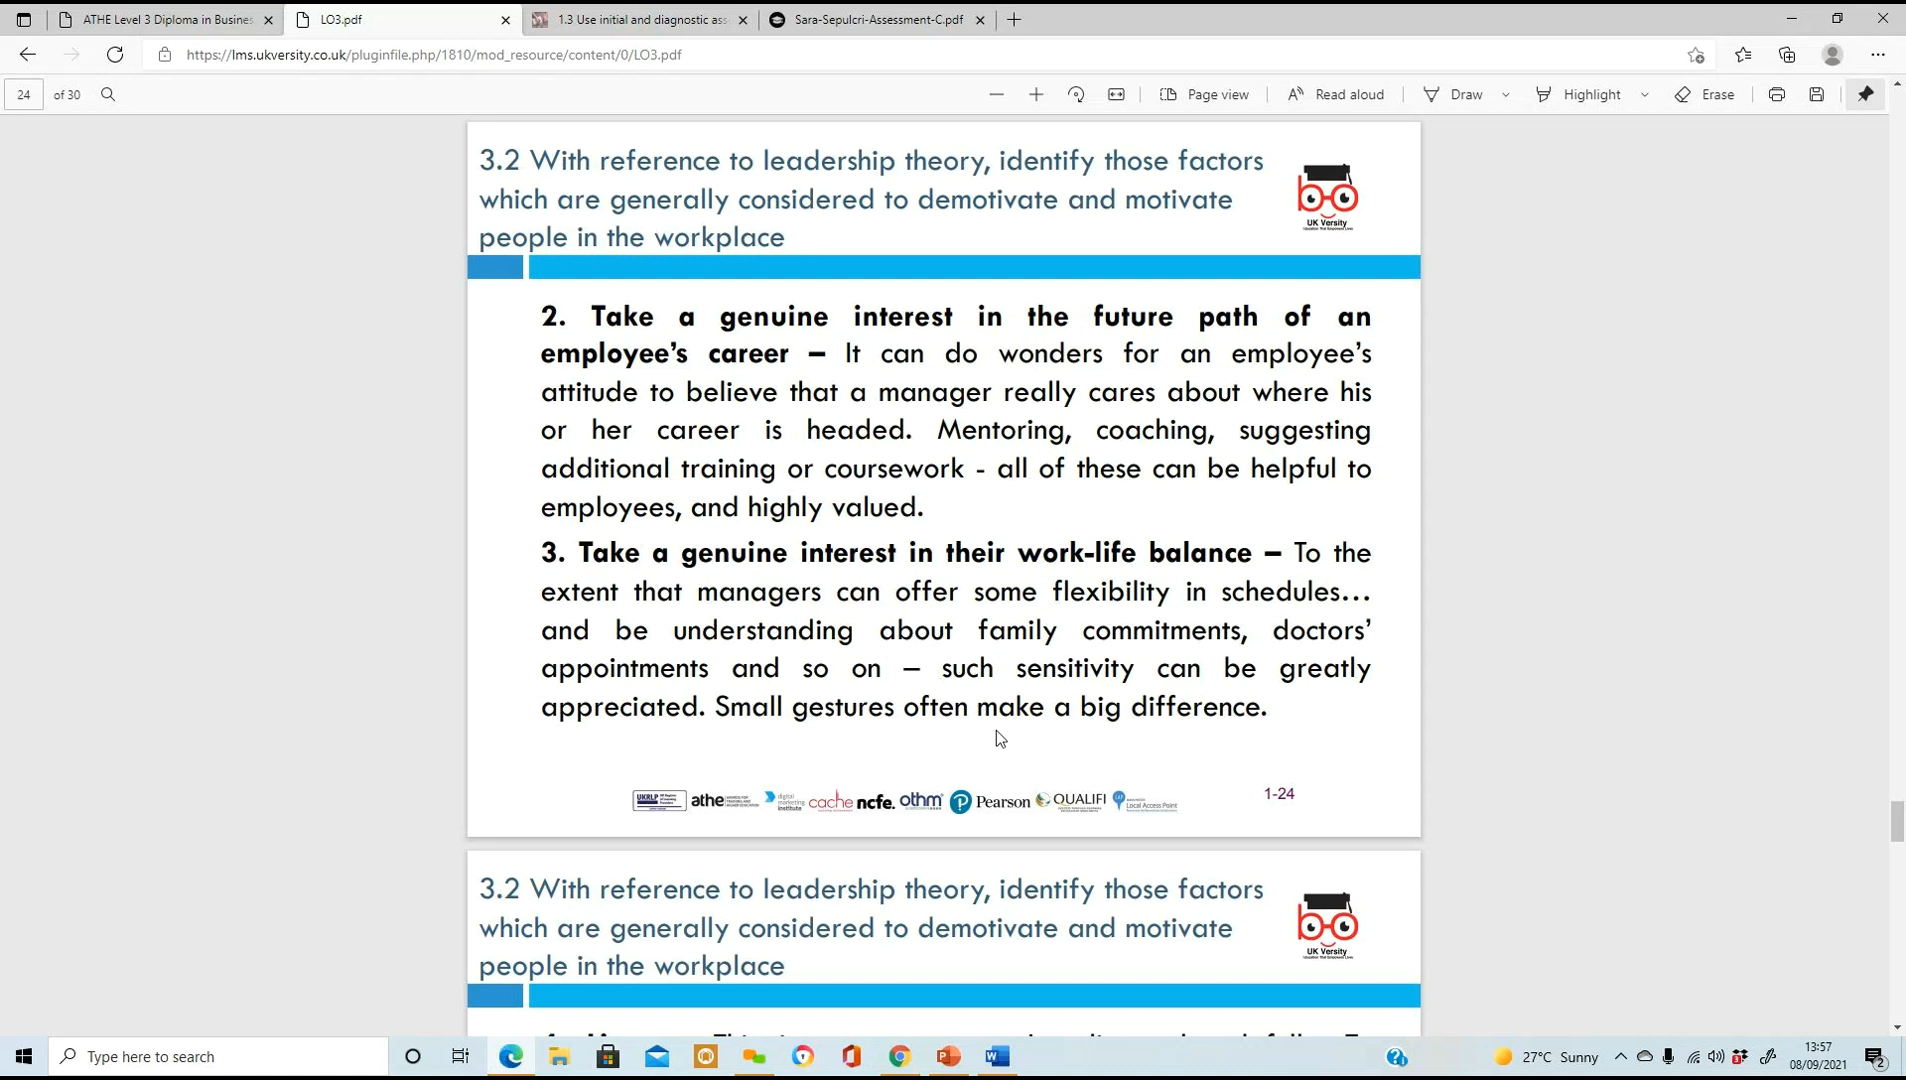 ATHE Level 3 Diploma in Busines
LO3.pdf
1.3 Use initial and diagnostic ass
Sara-Sepulcri-Assessment-C.pdf
https://lms.ukversity.co.uk/pluginfile.php/1810/mod_resource/content/0/LO3.pdf
24 of 30
Page view
Read aloud
Draw
Highlight
Erase
3.2 With reference to leadership theory, identify those factors
which are generally considered to demotivate and motivate
people in the workplace
UK Versity
2. Take a genuine interest in the future path of an
employee’s career – It can do wonders for an employee’s
attitude to believe that a manager really cares about where his
or her career is headed. Mentoring, coaching, suggesting
additional training or coursework - all of these can be helpful to
employees, and highly valued.
3. Take a genuine interest in their work-life balance – To the
extent that managers can offer some flexibility in schedules…
and be understanding about family commitments, doctors’
appointments and so on – such sensitivity can be greatly
appreciated. Small gestures often make a big difference.
UKRLP athe digital marketing institute cache ncfe. othm Pearson QUALIFI Local Access Point
1-24
3.2 With reference to leadership theory, identify those factors
which are generally considered to demotivate and motivate
people in the workplace
UK Versity
Type here to search
27°C Sunny
13:57
08/09/2021
2